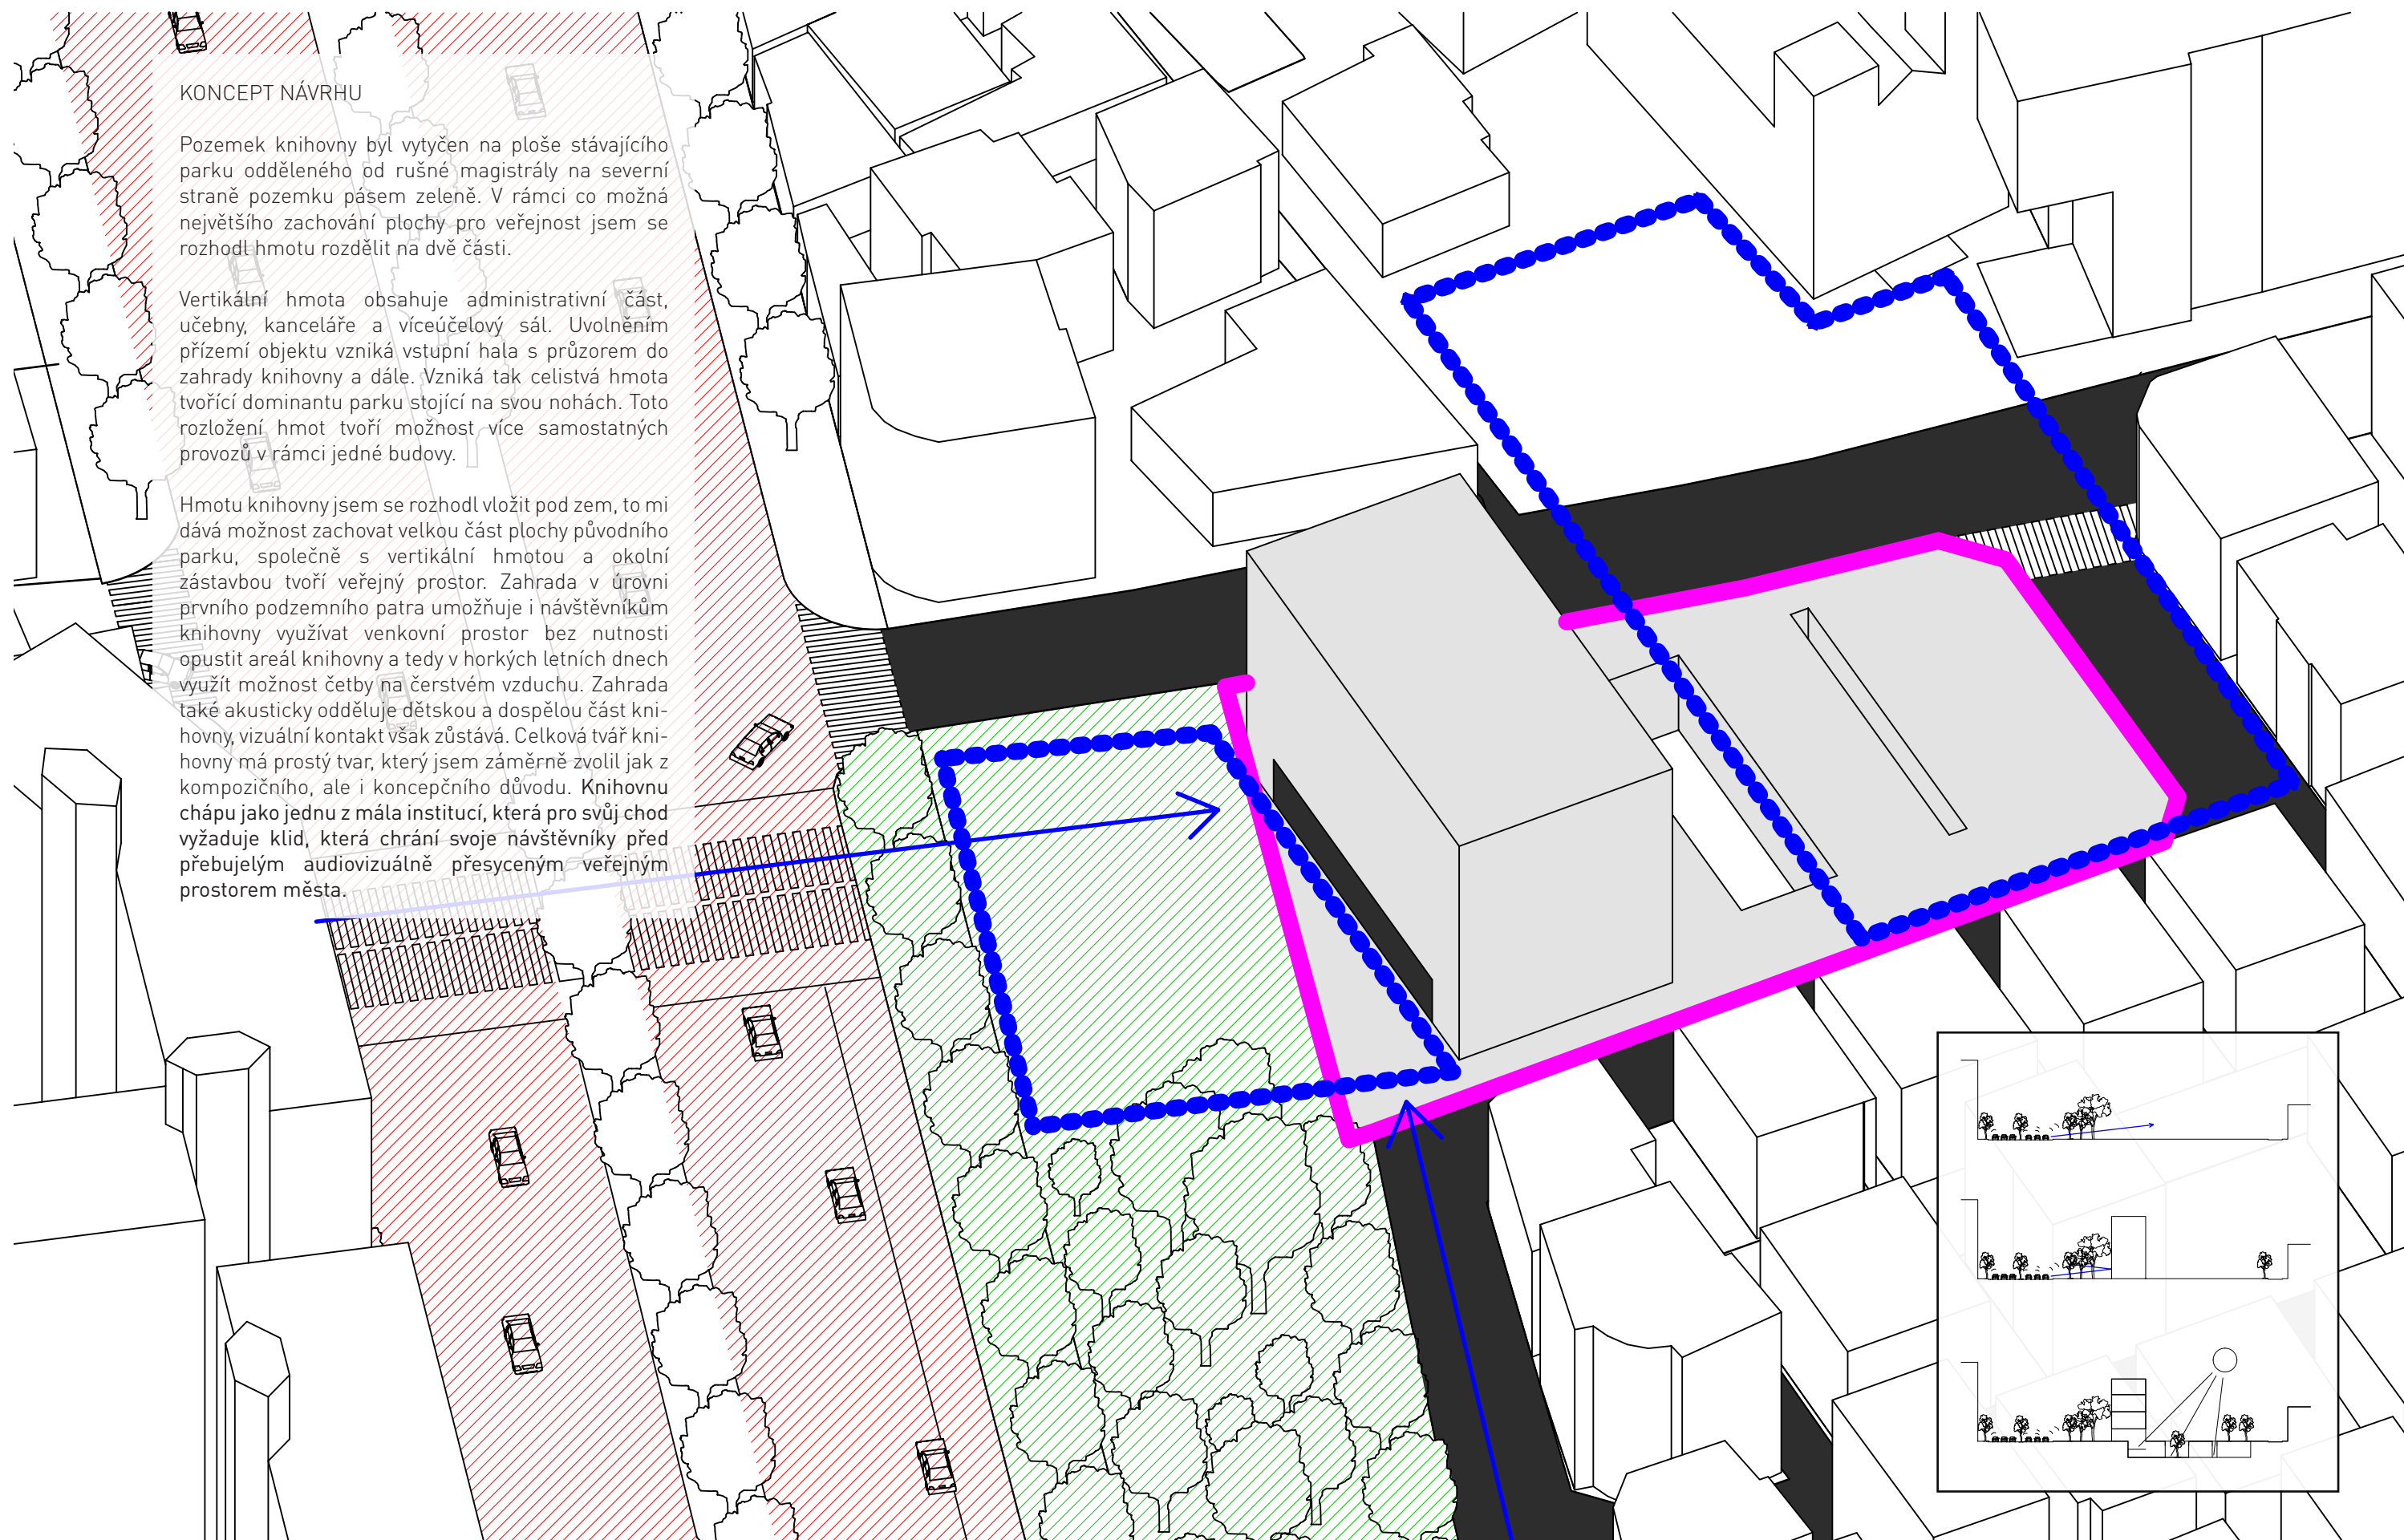 KONCEPT NÁVRHU
Pozemek knihovny byl vytyčen na ploše stávajícího
parku odděleného od rušné magistrály na severní
straně pozemku pásem zeleně. V rámci co možná
největšího zachování plochy pro veřejnost jsem se
rozhodl hmotu rozdělit na dvě části.
Vertikální hmota obsahuje administrativní část,
učebny, kanceláře a víceúčelový sál. Uvolněním
přízemí objektu vzniká vstupní hala s průzorem do
zahrady knihovny a dále. Vzniká tak celistvá hmota
tvořící dominantu parku stojící na svou nohách. Toto
rozložení hmot tvoří možnost více samostatných
provozů v rámci jedné budovy.
Hmotu knihovny jsem se rozhodl vložit pod zem, to mi
dává možnost zachovat velkou část plochy původního
parku, společně s vertikální hmotou a okolní
zástavbou tvoří veřejný prostor. Zahrada v úrovni
prvního podzemního patra umožňuje i návštěvníkům
knihovny využívat venkovní prostor bez nutnosti
opustit areál knihovny a tedy v horkých letních dnech
využít možnost četby na čerstvém vzduchu. Zahrada
také akusticky odděluje dětskou a dospělou část kni-
hovny, vizuální kontakt však zůstává. Celková tvář kni-
hovny má prostý tvar, který jsem záměrně zvolil jak z
kompozičního, ale i koncepčního důvodu. Knihovnu
chápu jako jednu z mála institucí, která pro svůj chod
vyžaduje klid, která chrání svoje návštěvníky před
přebujelým audiovizuálně přesyceným veřejným
prostorem města.